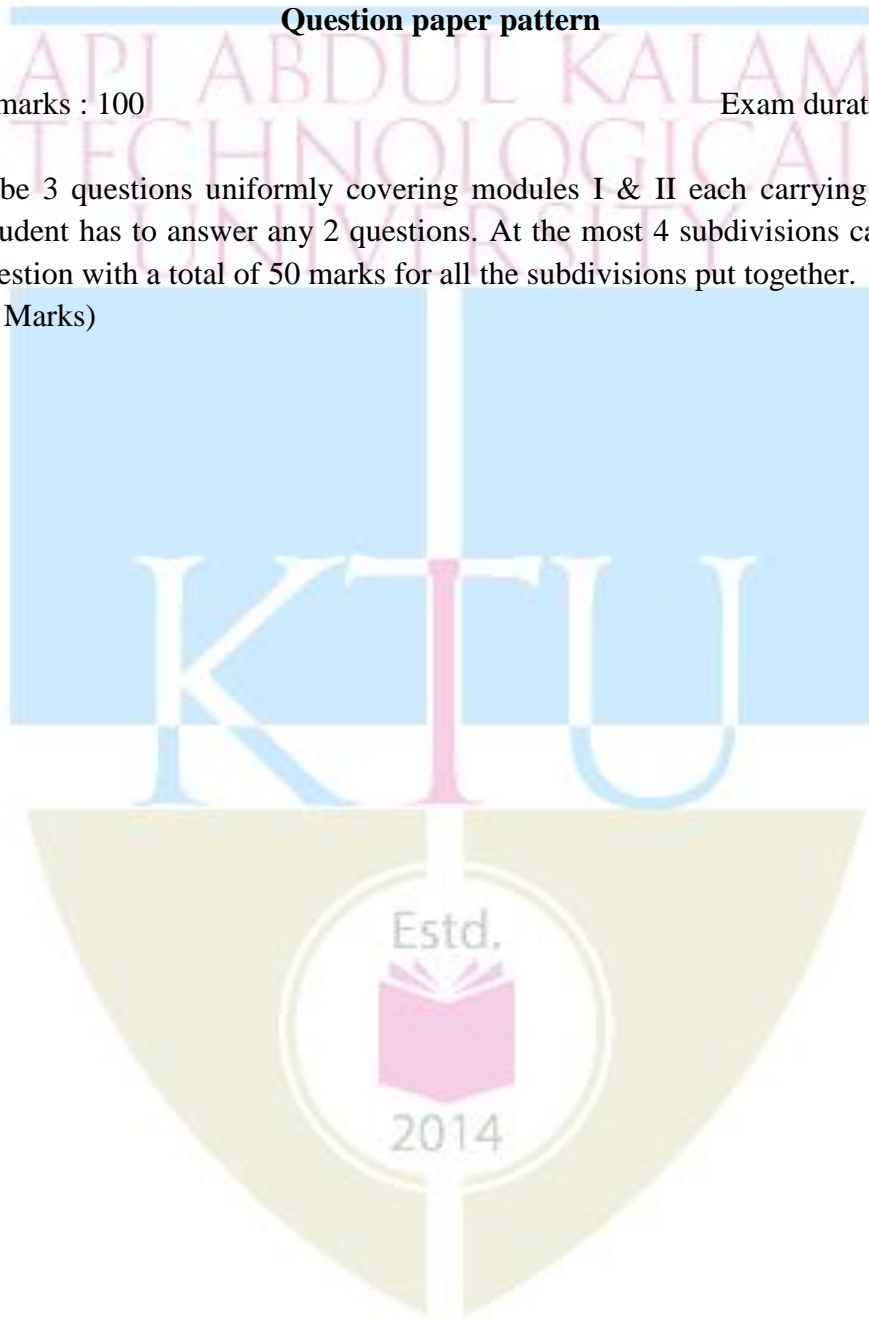 Question paper pattern
API ABDUL KALAM
marks : 100 Exam durat
TECHNOLOGICAL
be 3 questions uniformly covering modules I & II each carrying
UNIVERSITY
udent has to answer any 2 questions. At the most 4 subdivisions ca
estion with a total of 50 marks for all the subdivisions put together.
Marks)
KTU
Estd.
2014